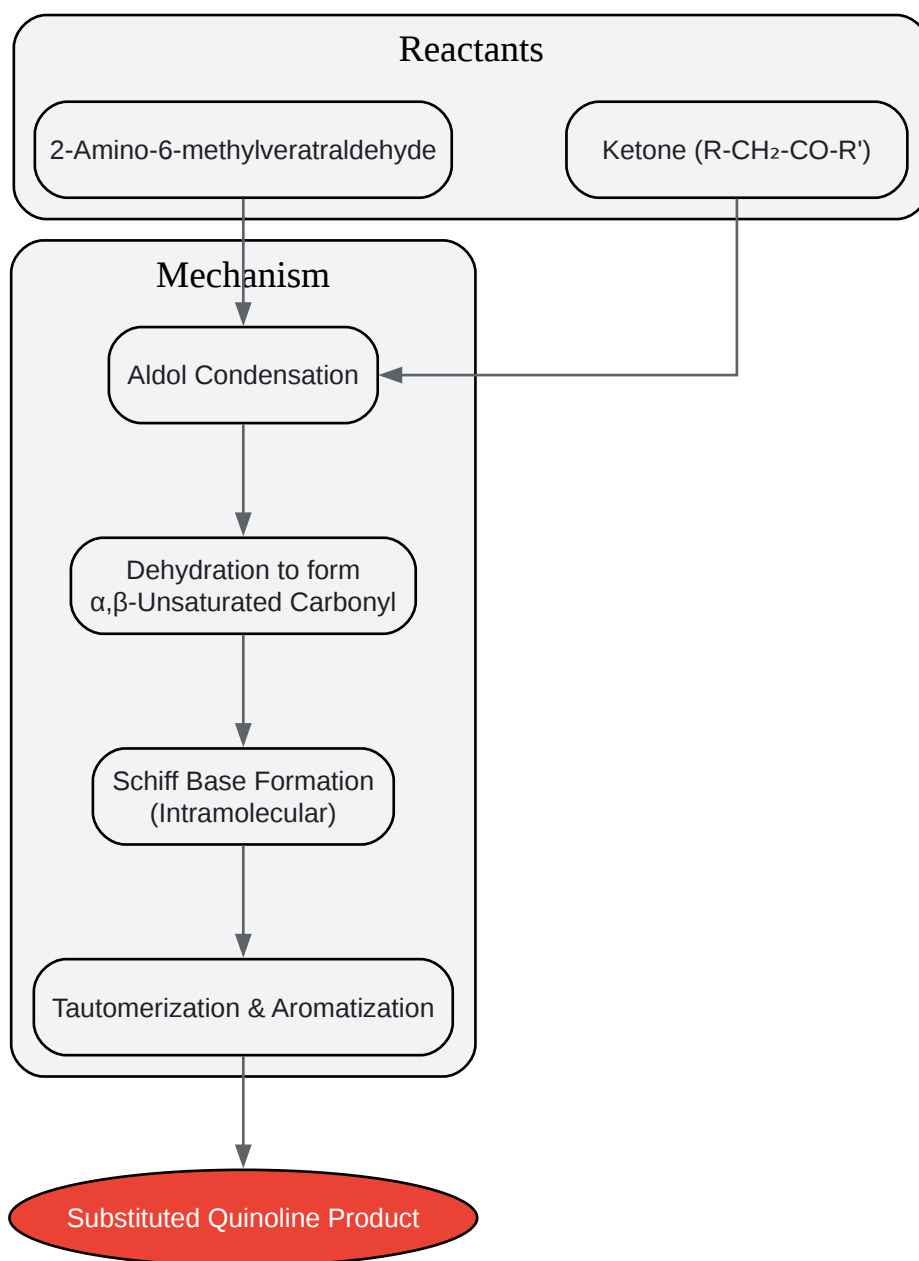 Reactants
2-Amino-6-methylveratraldehyde
Ketone (R-CH₂-CO-R')
Mechanism
Aldol Condensation
Dehydration to form
α,β-Unsaturated Carbonyl
Schiff Base Formation
(Intramolecular)
Tautomerization & Aromatization
Substituted Quinoline Product